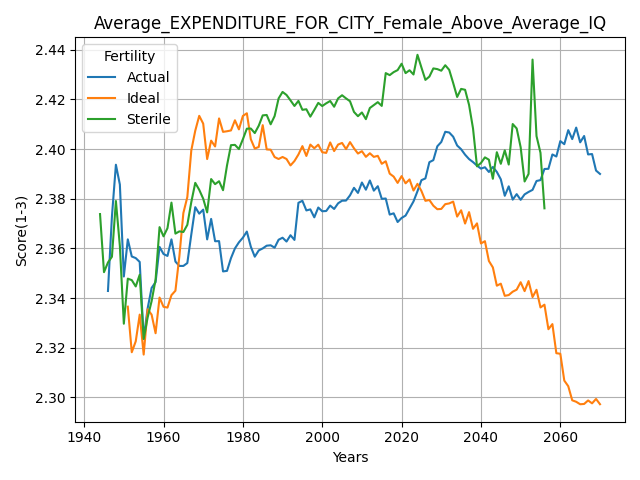 Average_EXPENDITURE_FOR_CITY_Female_Above_Average_IQ
Fertility
Actual
Ideal
Sterile
Score(1-3)
2.44
2.42
2.40
2.38
2.36
2.34
2.32
2.30
1940
1960
1980
2000
2020
2040
2060
Years